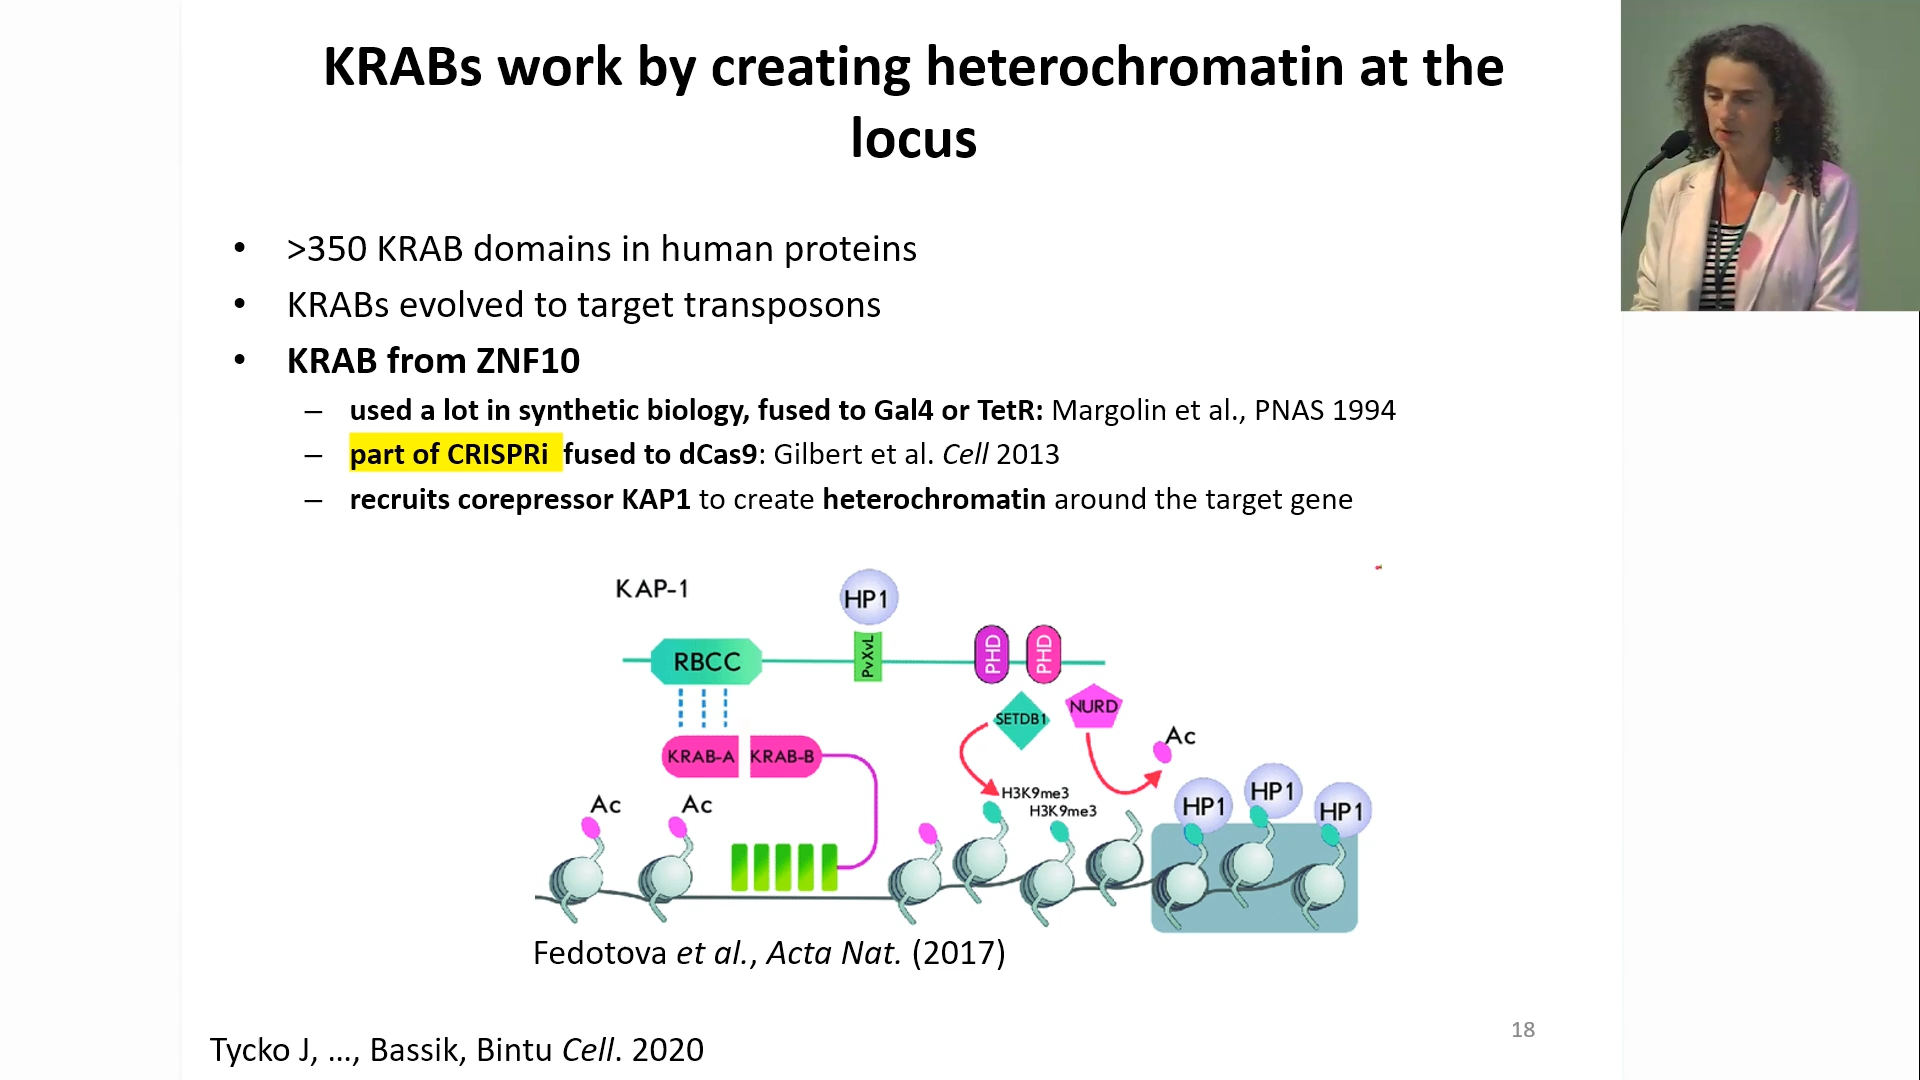 KRABs work by creating heterochromatin at the
locus
• >350 KRAB domains in human proteins
• KRABs evolved to target transposons
• KRAB from ZNF10
– used a lot in synthetic biology, fused to Gal4 or TetR: Margolin et al., PNAS 1994
– part of CRISPRi fused to dCas9: Gilbert et al. Cell 2013
– recruits corepressor KAP1 to create heterochromatin around the target gene
KAP-1
HP1
RBCC
PvXvL
PHD
PHD
SETDB1
NURD
KRAB-A
KRAB-B
Ac
Ac
Ac
H3K9me3
H3K9me3
HP1
HP1
HP1
Fedotova et al., Acta Nat. (2017)
18
Tycko J, ..., Bassik, Bintu Cell. 2020